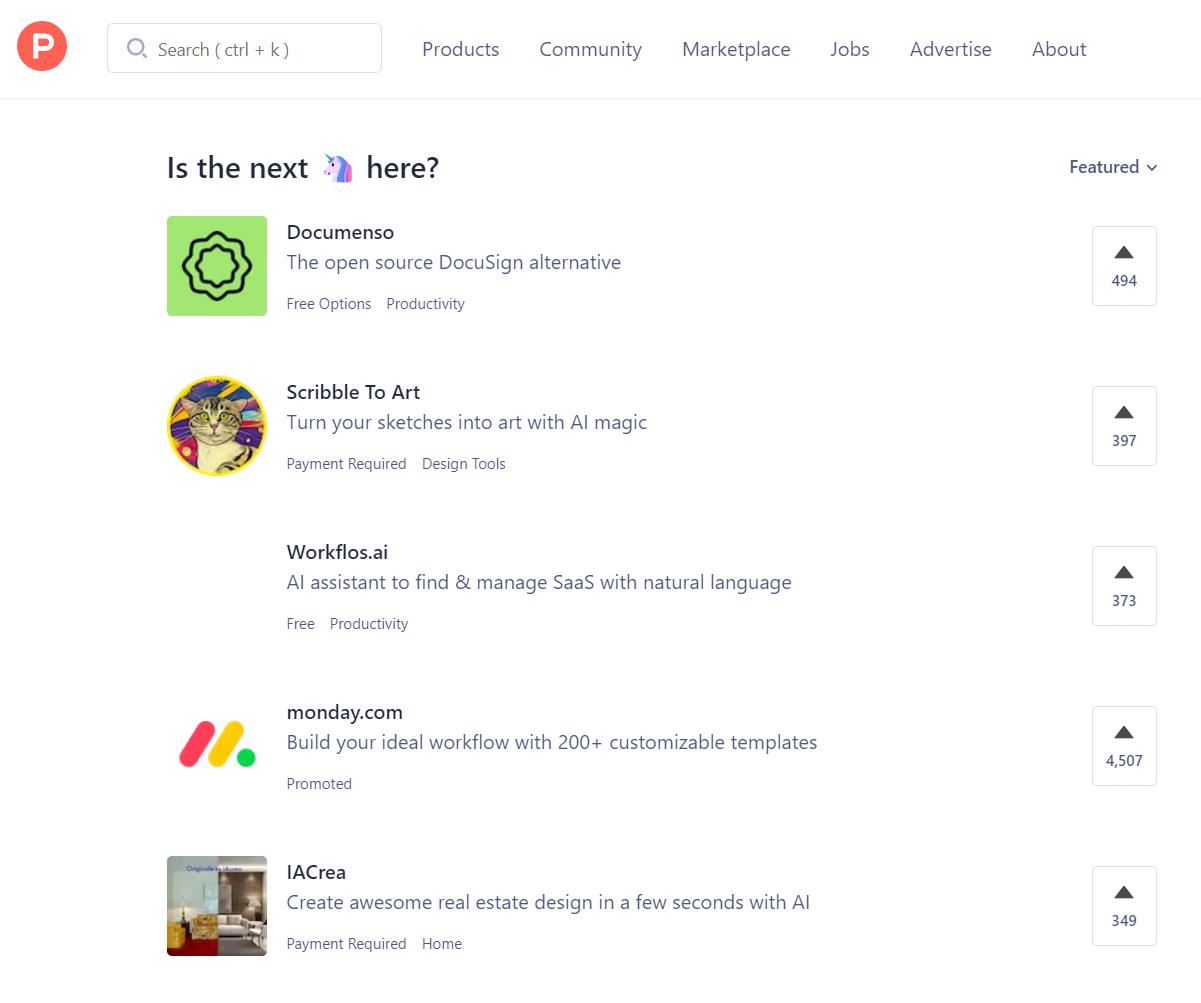 P
Search ( ctrl + k )
Products
Community
Marketplace
Jobs
Advertise
About
Is the next 🦄 here?
Featured
Documenso
The open source DocuSign alternative
Free Options Productivity
494
Scribble To Art
Turn your sketches into art with AI magic
Payment Required Design Tools
397
Workflos.ai
AI assistant to find & manage SaaS with natural language
Free Productivity
373
monday.com
Build your ideal workflow with 200+ customizable templates
Promoted
4,507
IACrea
Create awesome real estate design in a few seconds with AI
Payment Required Home
349